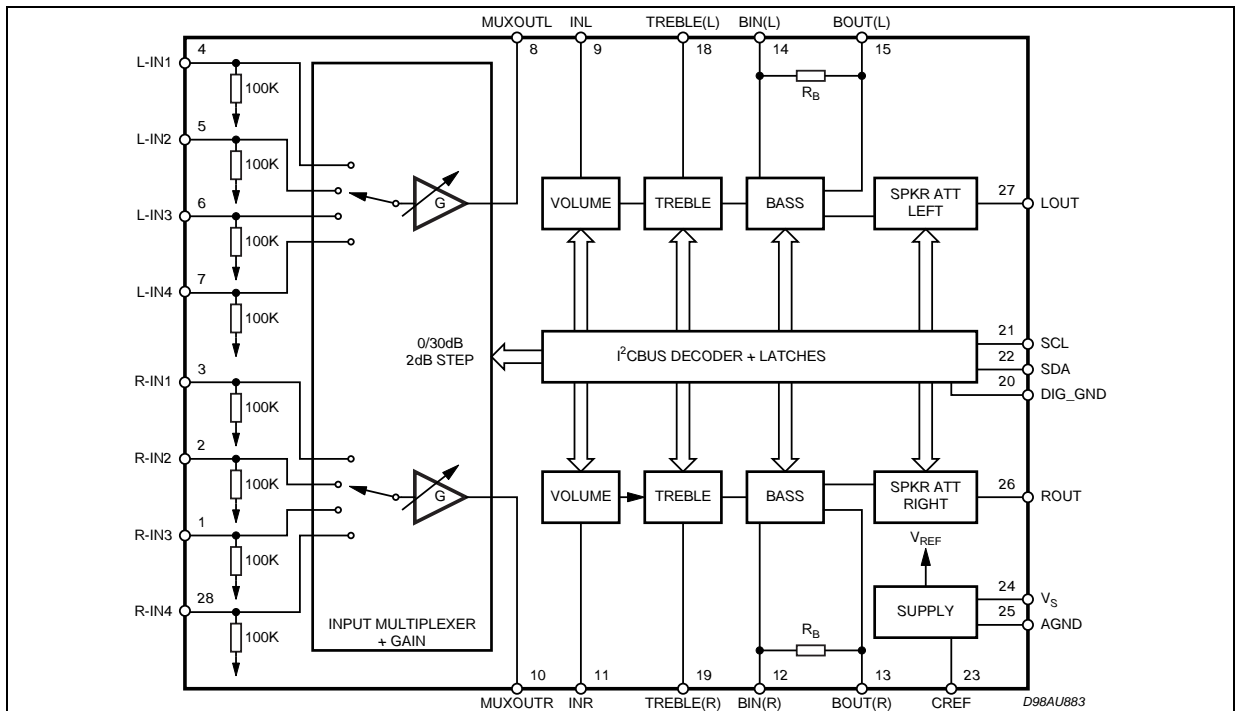 MUXOUTL INL TREBLE(L) BIN(L) BOUT(L)
8 9 18 14 15
4
L-IN1
100K
5
L-IN2
100K
6
L-IN3
100K
7
L-IN4
100K
3
R-IN1
100K
2
R-IN2
100K
1
R-IN3
100K
28
R-IN4
100K
G
G
0/30dB
2dB STEP
INPUT MULTIPLEXER
+ GAIN
RB
VOLUME TREBLE BASS SPKR ATT
LEFT
27 LOUT
I2CBUS DECODER + LATCHES
21 SCL
22 SDA
20 DIG_GND
VOLUME TREBLE BASS SPKR ATT
RIGHT
26 ROUT
VREF
SUPPLY
24 VS
25 AGND
RB
10 11 19 12 13 23
MUXOUTR INR TREBLE(R) BIN(R) BOUT(R) CREF
D98AU883